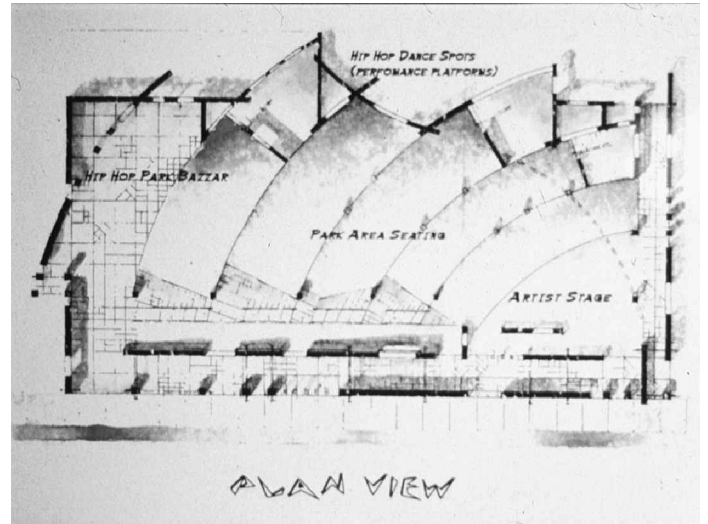 HIP HOP DANCE SPOTS
(PERFOMANCE PLATFORMS)
HIP HOP PARK BAZZAR
PARK AREA SEATING
ARTIST STAGE
PLAN VIEW